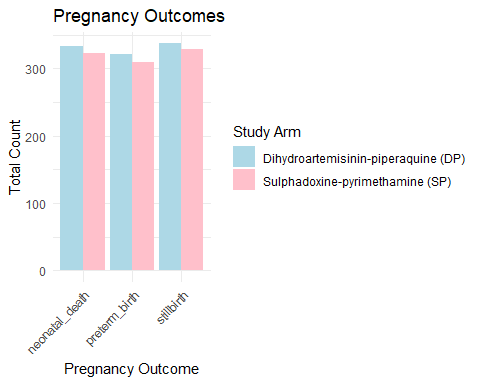 Pregnancy Outcomes
Total Count
300
200
100
0
neonatal_death
preterm_birth
stillbirth
Pregnancy Outcome
Study Arm
Dihydroartemisinin-piperaquine (DP)
Sulphadoxine-pyrimethamine (SP)